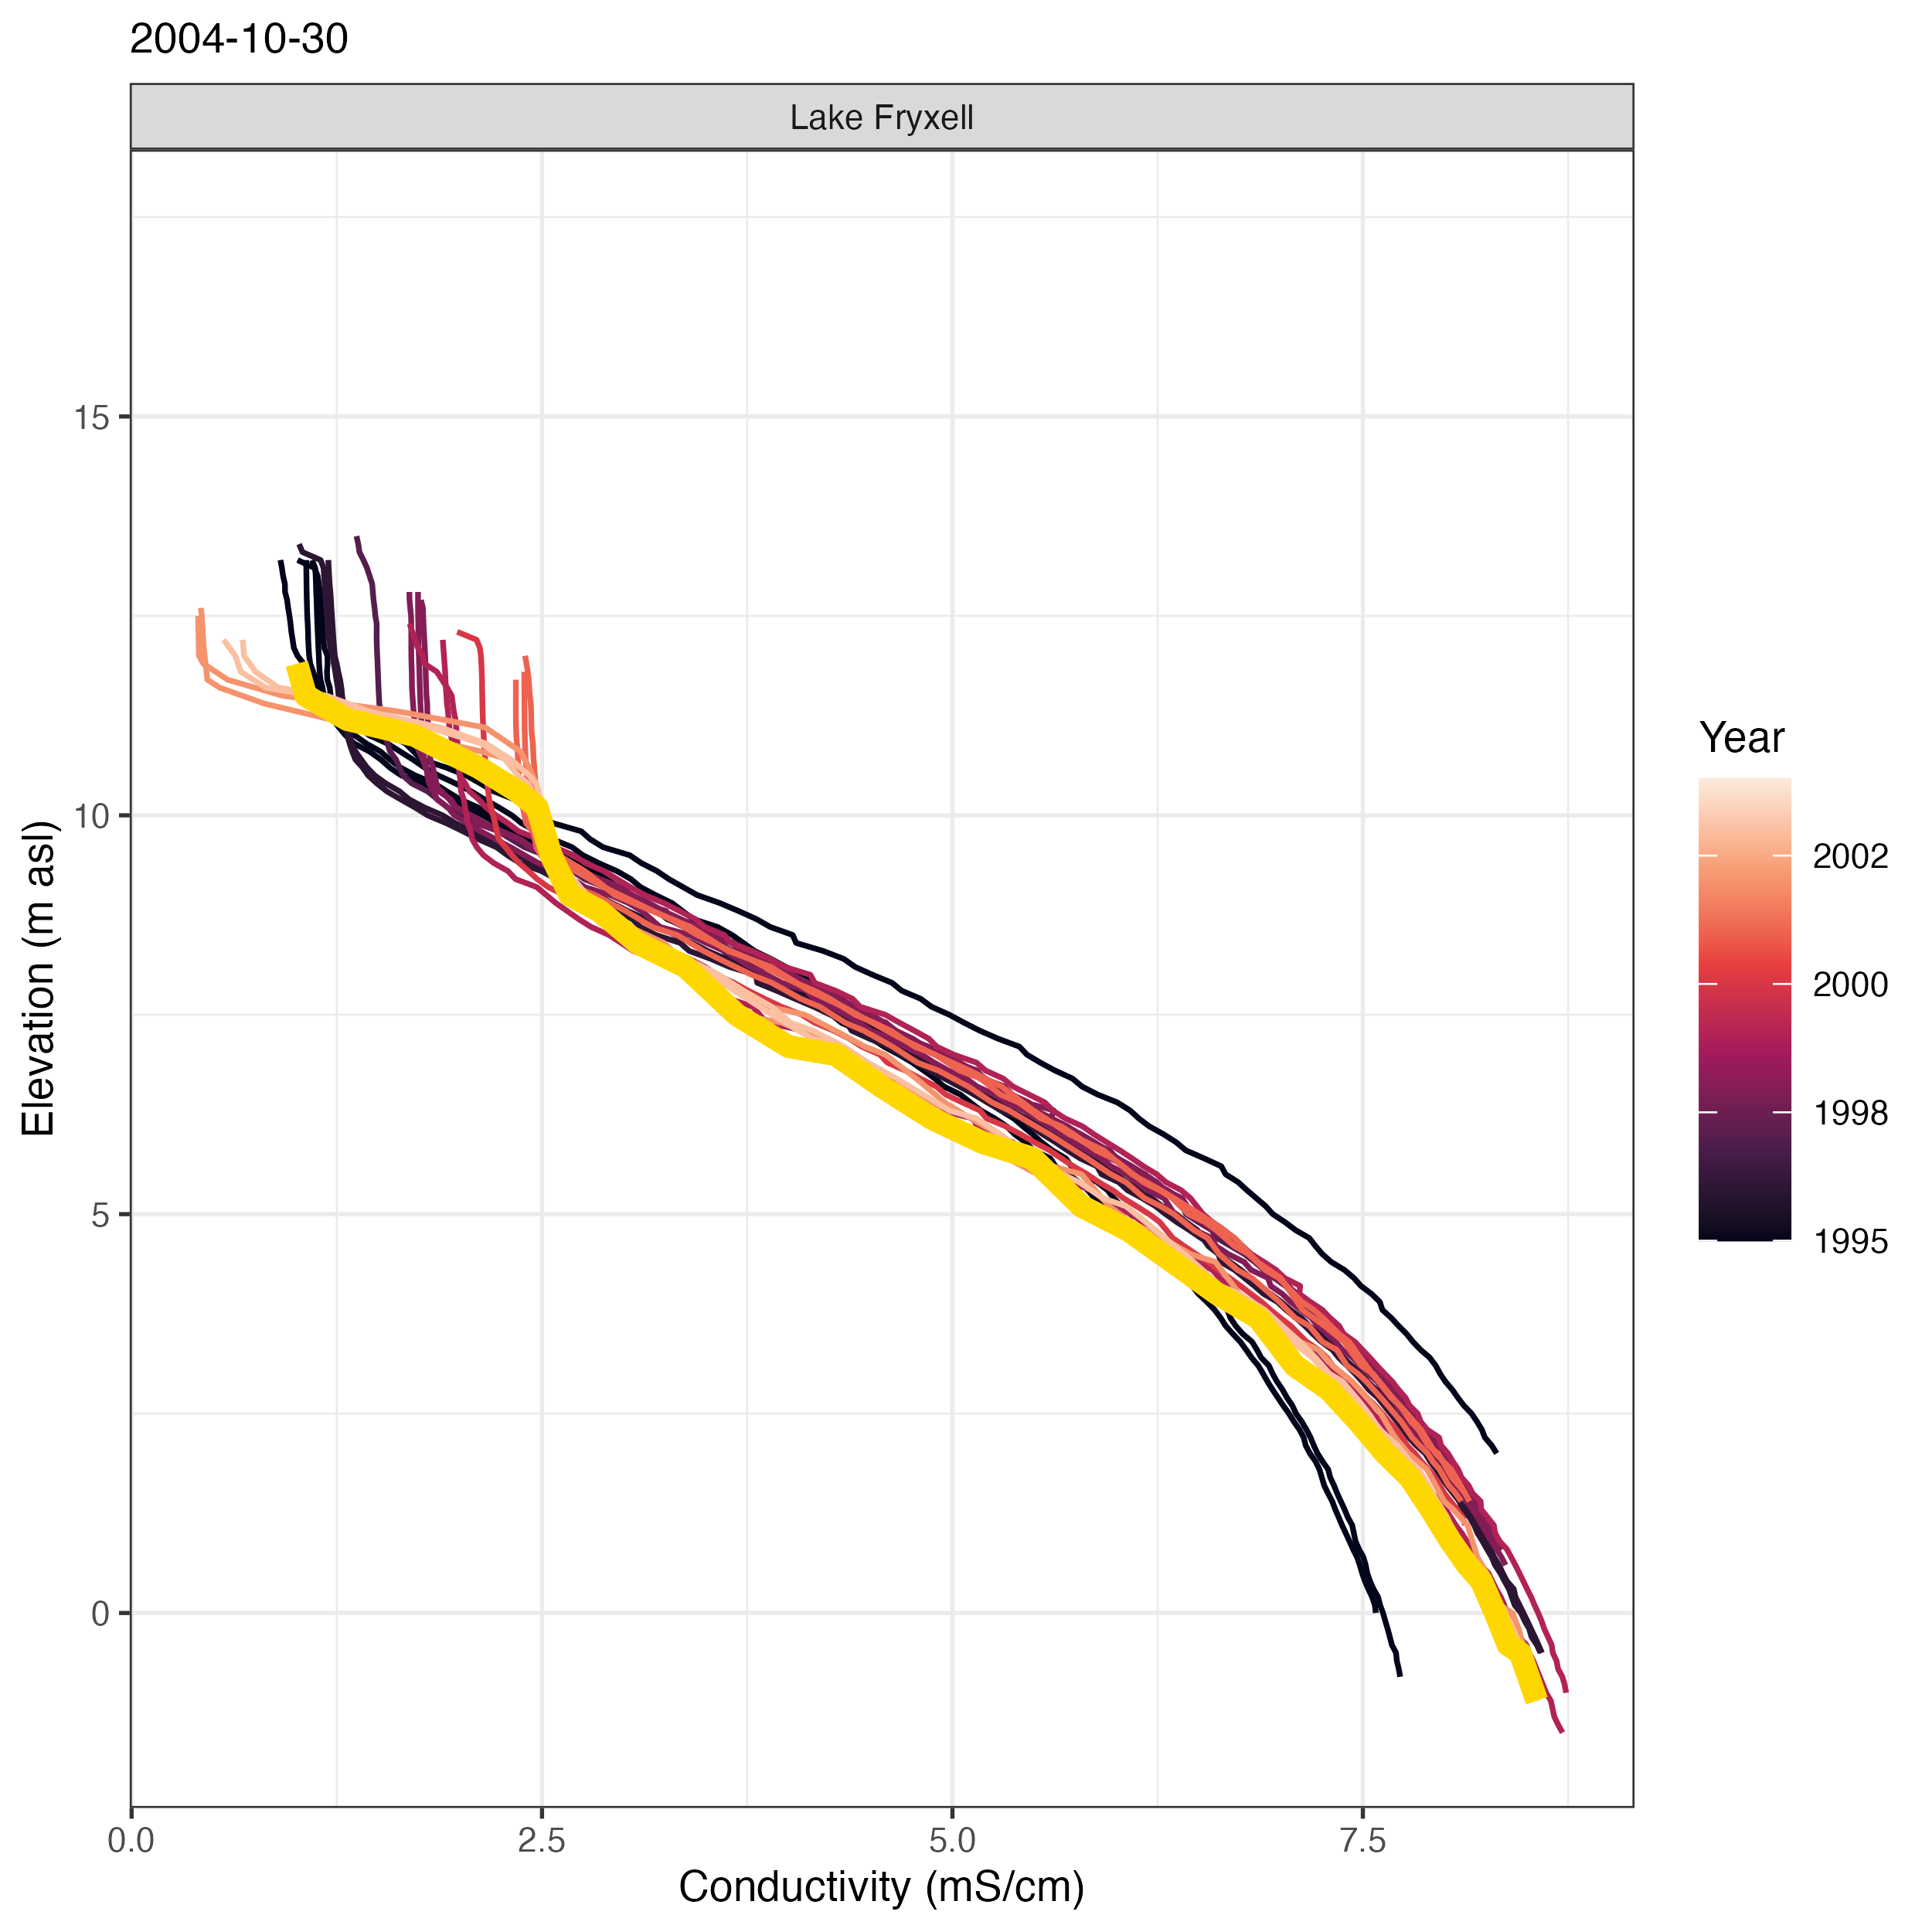 2004-10-30
Lake Fryxell
15
10
5
0
Elevation (m asl)
0.0 2.5 5.0 7.5
Conductivity (mS/cm)
Year
2002
2000
1998
1995